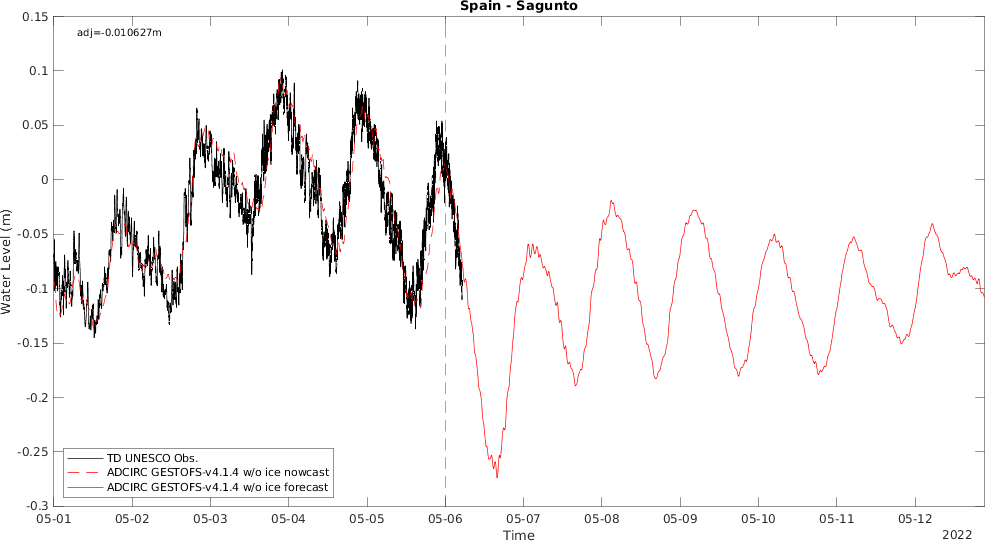 Spain - Sagunto
adj=-0.010627m
0.15
0.1
0.05
0
-0.05
-0.1
-0.15
-0.2
-0.25
-0.3
Water Level (m)
TD UNESCO Obs.
ADCIRC GESTOFS-v4.1.4 w/o ice nowcast
ADCIRC GESTOFS-v4.1.4 w/o ice forecast
05-01 05-02 05-03 05-04 05-05 05-06 05-07 05-08 05-09 05-10 05-11 05-12
Time
2022